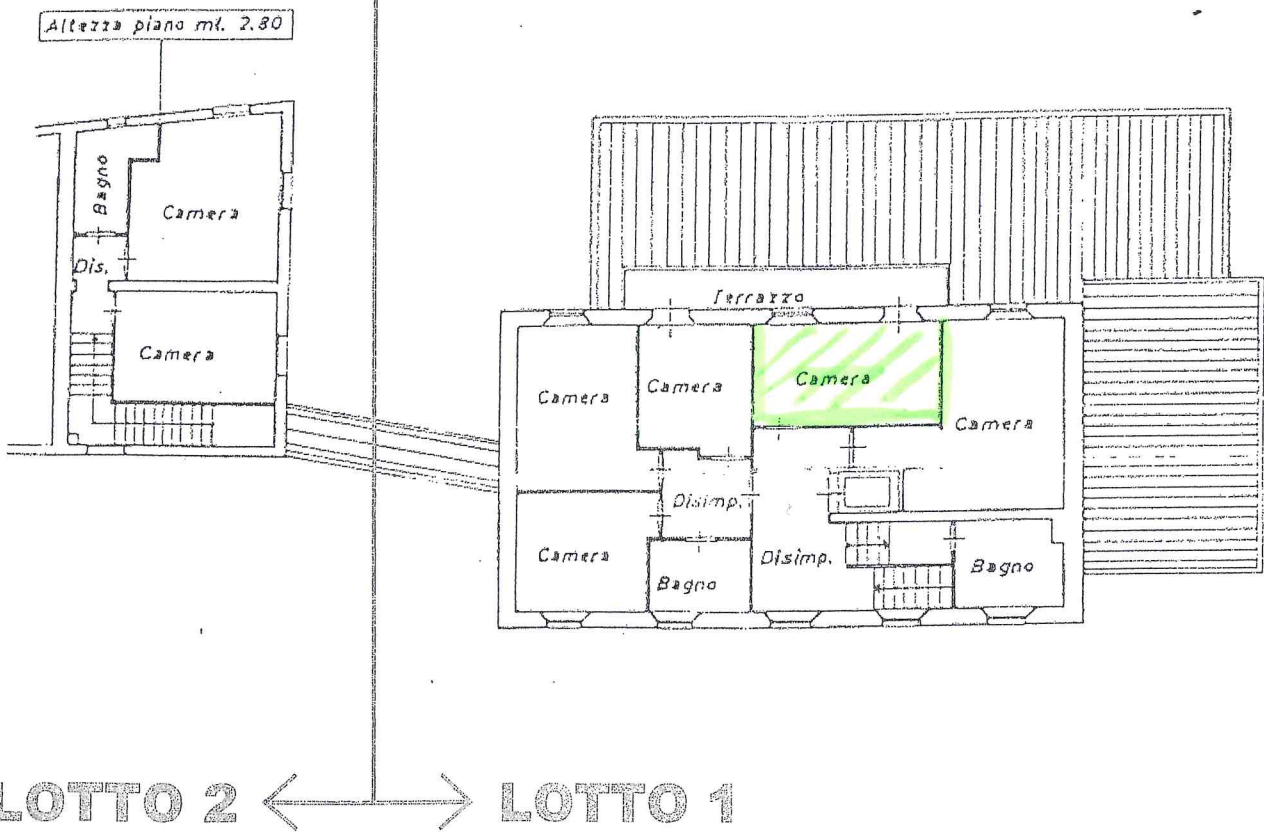 Altezza piano mt. 2.80
Bagno
Camera
Dis.
Camera
Terrazzo
Camera
Camera
Camera
Camera
Disimp.
Camera
Bagno
Disimp.
Bagno
LOTTO 2
LOTTO 1